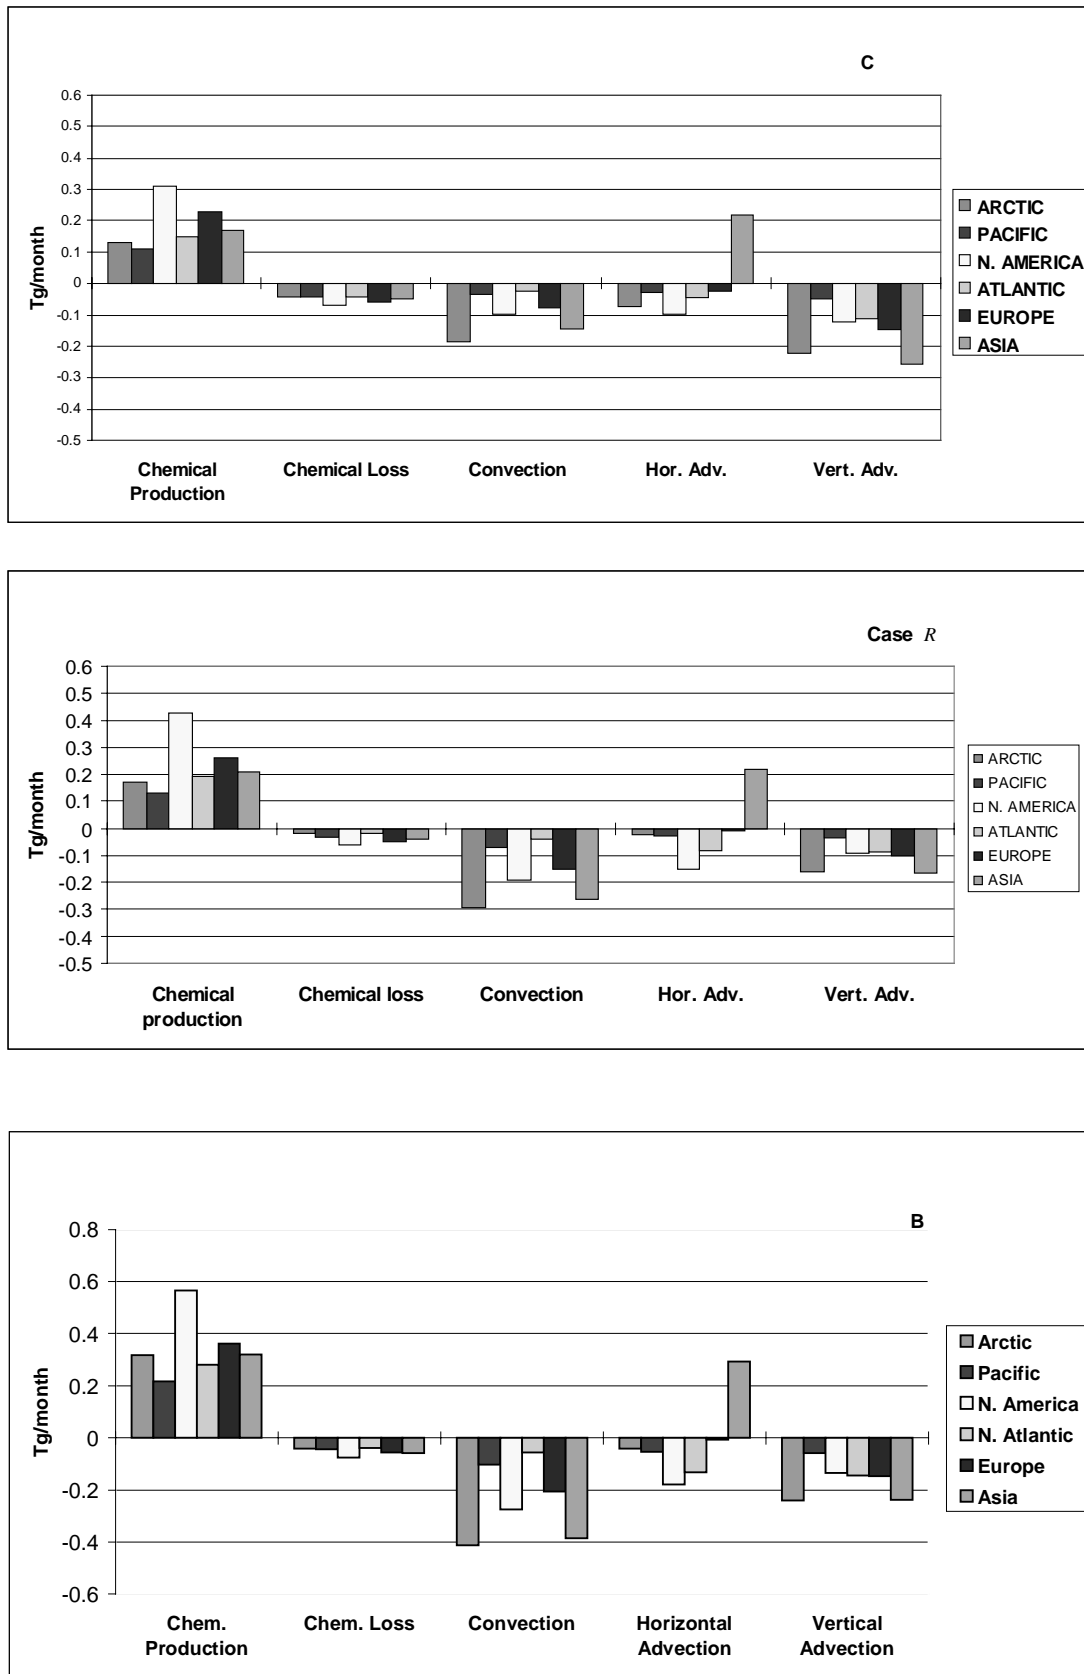 C
0.6
0.5
0.4
0.3
0.2
0.1
0
-0.1
-0.2
-0.3
-0.4
-0.5
Tg/month
Chemical
Production
Chemical Loss
Convection
Hor. Adv.
Vert. Adv.
ARCTIC
PACIFIC
N. AMERICA
ATLANTIC
EUROPE
ASIA
Case R
0.6
0.5
0.4
0.3
0.2
0.1
0
-0.1
-0.2
-0.3
-0.4
-0.5
Tg/month
Chemical
production
Chemical loss
Convection
Hor. Adv.
Vert. Adv.
ARCTIC
PACIFIC
N. AMERICA
ATLANTIC
EUROPE
ASIA
B
0.8
0.6
0.4
0.2
0
-0.2
-0.4
-0.6
Tg/month
Chem.
Production
Chem. Loss
Convection
Horizontal
Advection
Vertical
Advection
Arctic
Pacific
N. America
N. Atlantic
Europe
Asia